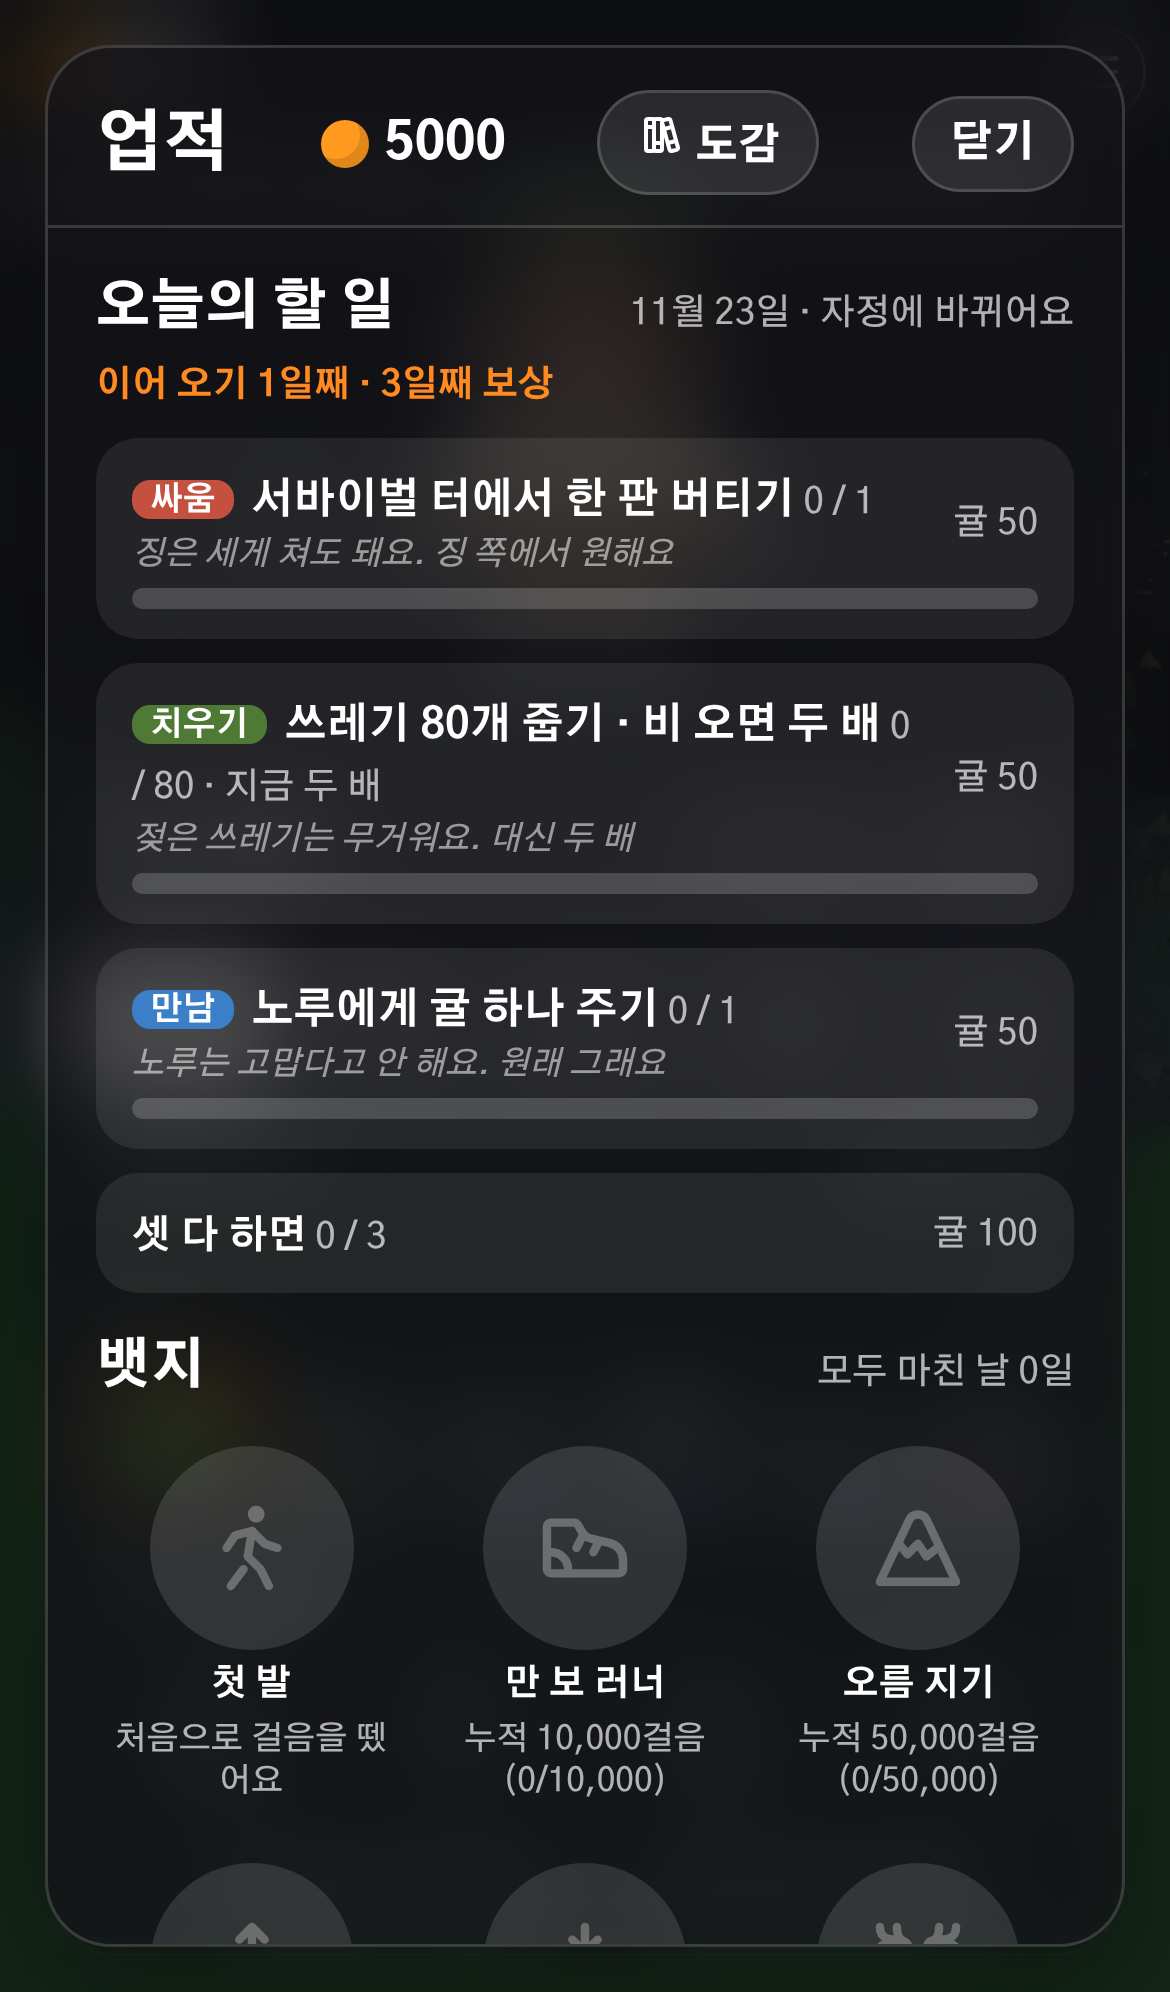 업적 5000 도감 닫기
오늘의 할 일 11월 23일 · 자정에 바뀌어요
이어 오기 1일째 · 3일째 보상
싸움 서바이벌 터에서 한 판 버티기 0 / 1 귤 50
징은 세게 쳐도 돼요. 징 쪽에서 원해요
치우기 쓰레기 80개 줍기 · 비 오면 두 배 0
/ 80 · 지금 두 배 귤 50
젖은 쓰레기는 무거워요. 대신 두 배
만남 노루에게 귤 하나 주기 0 / 1 귤 50
노루는 고맙다고 안 해요. 원래 그래요
셋 다 하면 0 / 3 귤 100
뱃지 모두 마친 날 0일
첫 발 만 보 러너 오름 지기
처음으로 걸음을 뗐 누적 10,000걸음 누적 50,000걸음
어요 (0/10,000) (0/50,000)